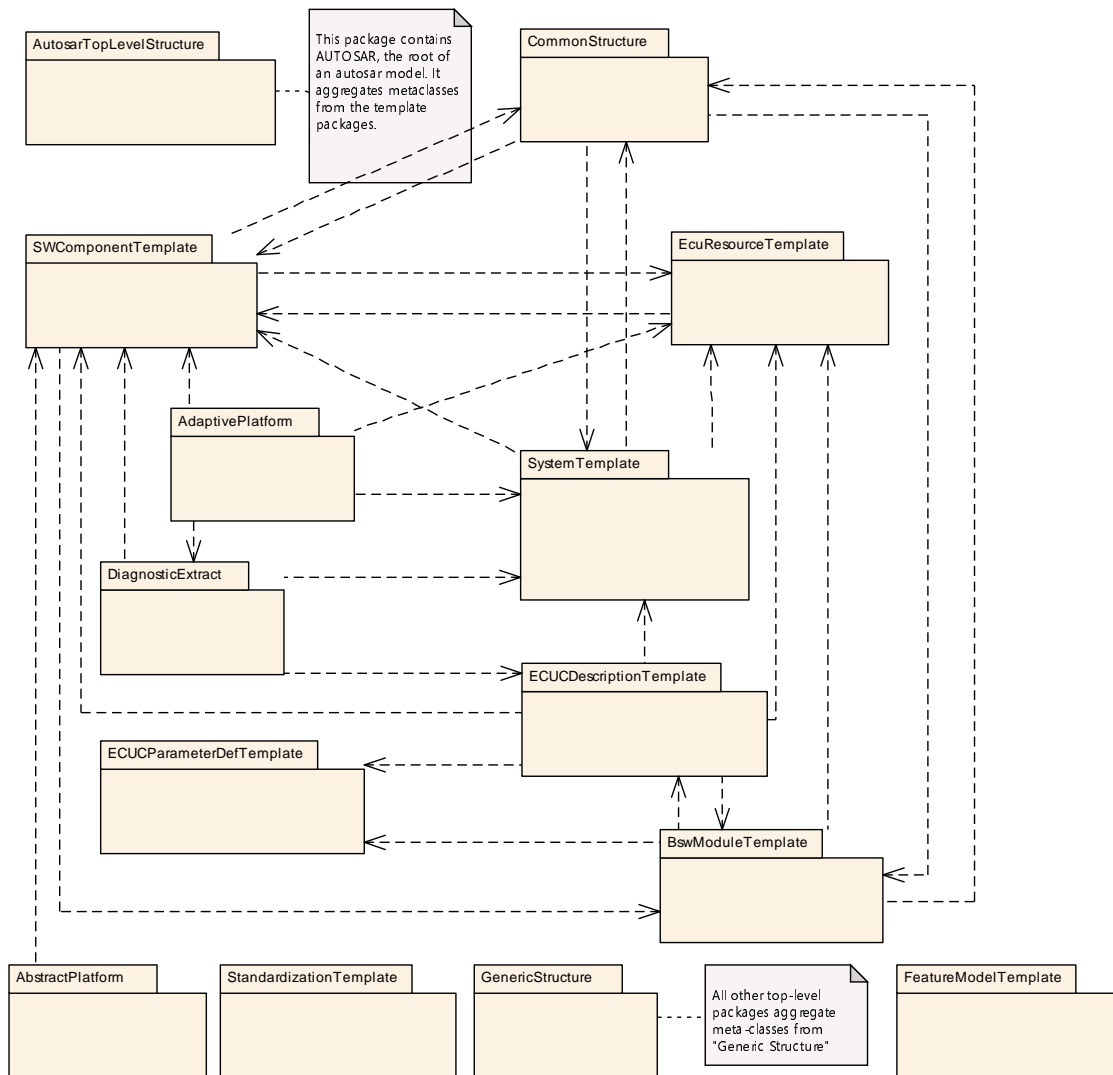 AutosarTopLevelStructure
This package contains
AUTOSAR, the root of
an autosar model. It
aggregates metaclasses
from the template
packages.
CommonStructure
SWComponentTemplate
EcuResourceTemplate
AdaptivePlatform
SystemTemplate
DiagnosticExtract
ECUCDescriptionTemplate
ECUCParameterDefTemplate
BswModuleTemplate
AbstractPlatform
StandardizationTemplate
GenericStructure
All other top-level
packages aggregate
meta-classes from
"Generic Structure"
FeatureModelTemplate